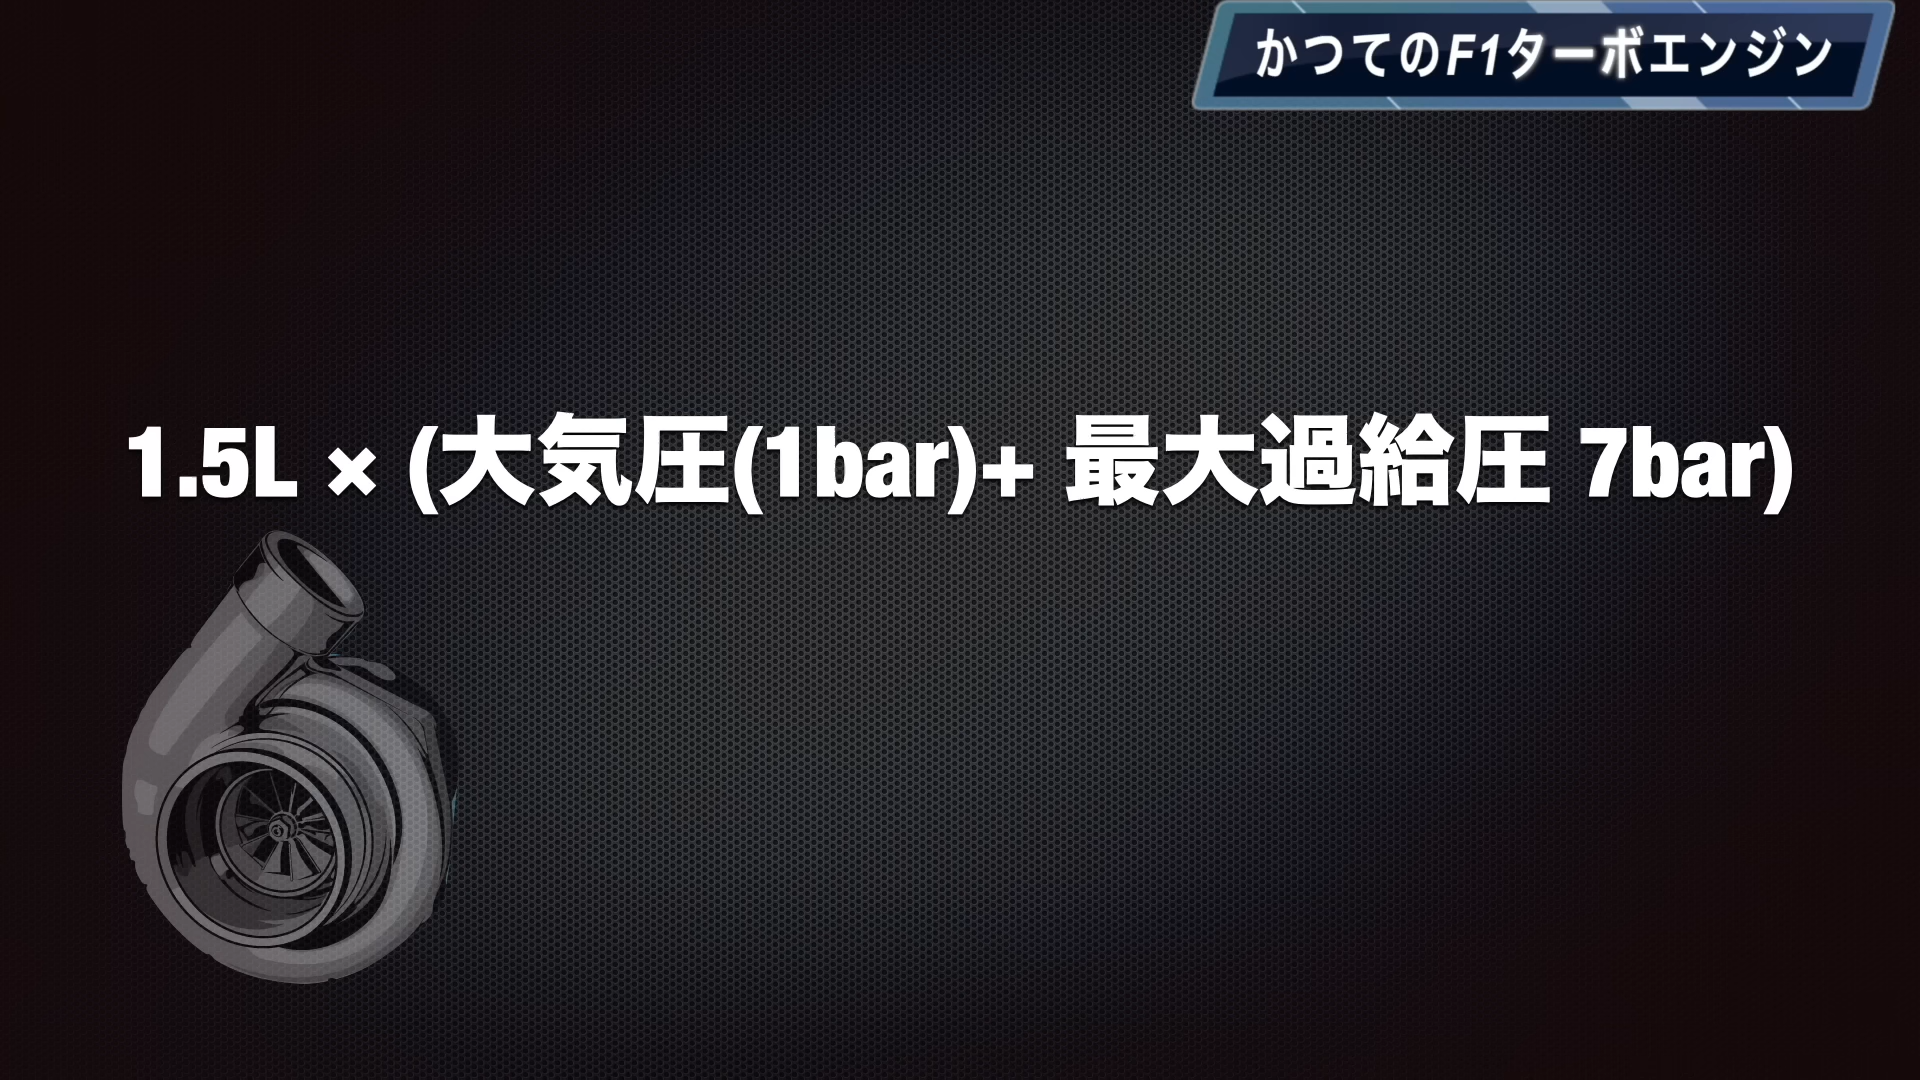 かつてのF1ターボエンジン
1.5L × (大気圧(1bar)+ 最大過給圧 7bar)